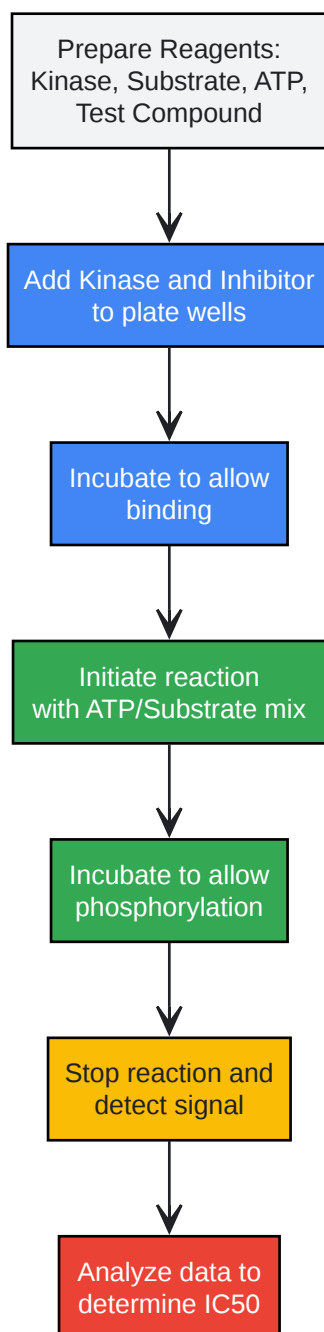 Prepare Reagents:
Kinase, Substrate, ATP,
Test Compound
Add Kinase and Inhibitor
to plate wells
Incubate to allow
binding
Initiate reaction
with ATP/Substrate mix
Incubate to allow
phosphorylation
Stop reaction and
detect signal
Analyze data to
determine IC50